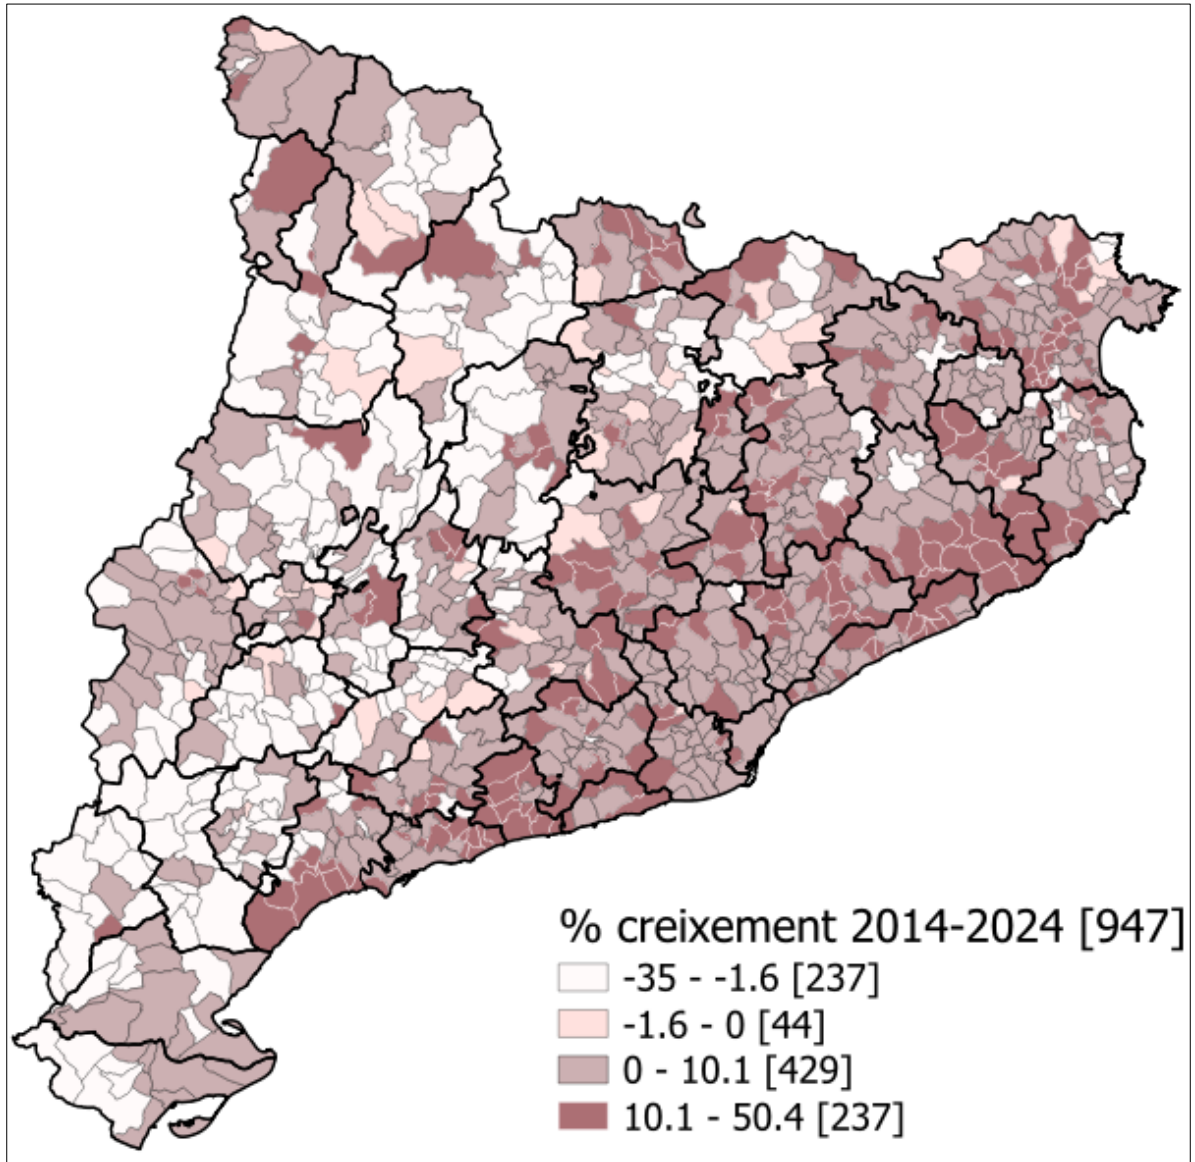 % creixement 2014-2024 [947]
-35 - -1.6 [237]
-1.6 - 0 [44]
0 - 10.1 [429]
10.1 - 50.4 [237]